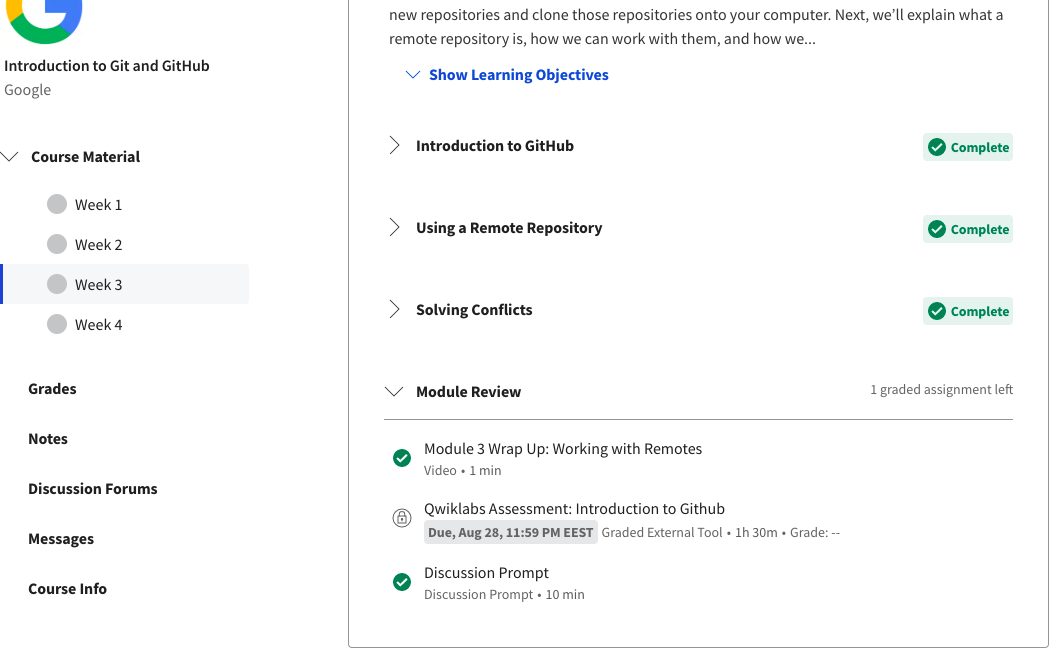 Introduction to Git and GitHub
Google
Course Material
Week 1
Week 2
Week 3
Week 4
Grades
Notes
Discussion Forums
Messages
Course Info
new repositories and clone those repositories onto your computer. Next, we’ll explain what a
remote repository is, how we can work with them, and how we...
Show Learning Objectives
Introduction to GitHub
Complete
Using a Remote Repository
Complete
Solving Conflicts
Complete
Module Review
1 graded assignment left
Module 3 Wrap Up: Working with Remotes
Video • 1 min
Qwiklabs Assessment: Introduction to Github
Due, Aug 28, 11:59 PM EEST Graded External Tool • 1h 30m • Grade: --
Discussion Prompt
Discussion Prompt • 10 min